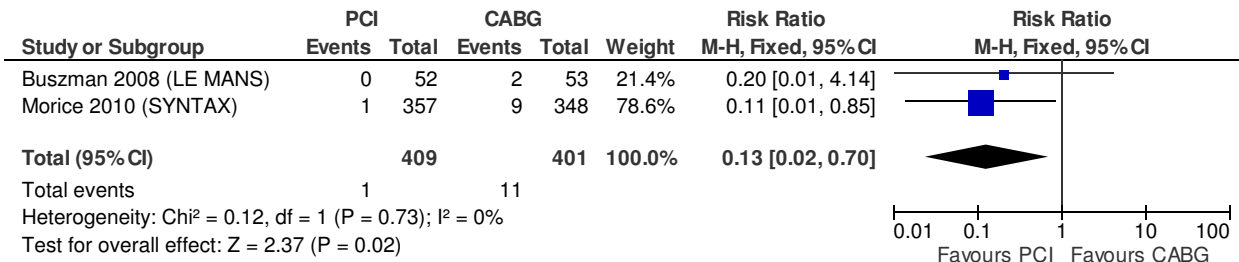 PCI CABG Risk Ratio Risk Ratio
Study or Subgroup Events Total Events Total Weight M-H, Fixed, 95% CI M-H, Fixed, 95% CI
Buszman 2008 (LE MANS) 0 52 2 53 21.4% 0.20 [0.01, 4.14]
Morice 2010 (SYNTAX) 1 357 9 348 78.6% 0.11 [0.01, 0.85]
Total (95% CI) 409 401 100.0% 0.13 [0.02, 0.70]
Total events 1 11
Heterogeneity: Chi² = 0.12, df = 1 (P = 0.73); I² = 0%
Test for overall effect: Z = 2.37 (P = 0.02)
0.01 0.1 1 10 100
Favours PCI Favours CABG